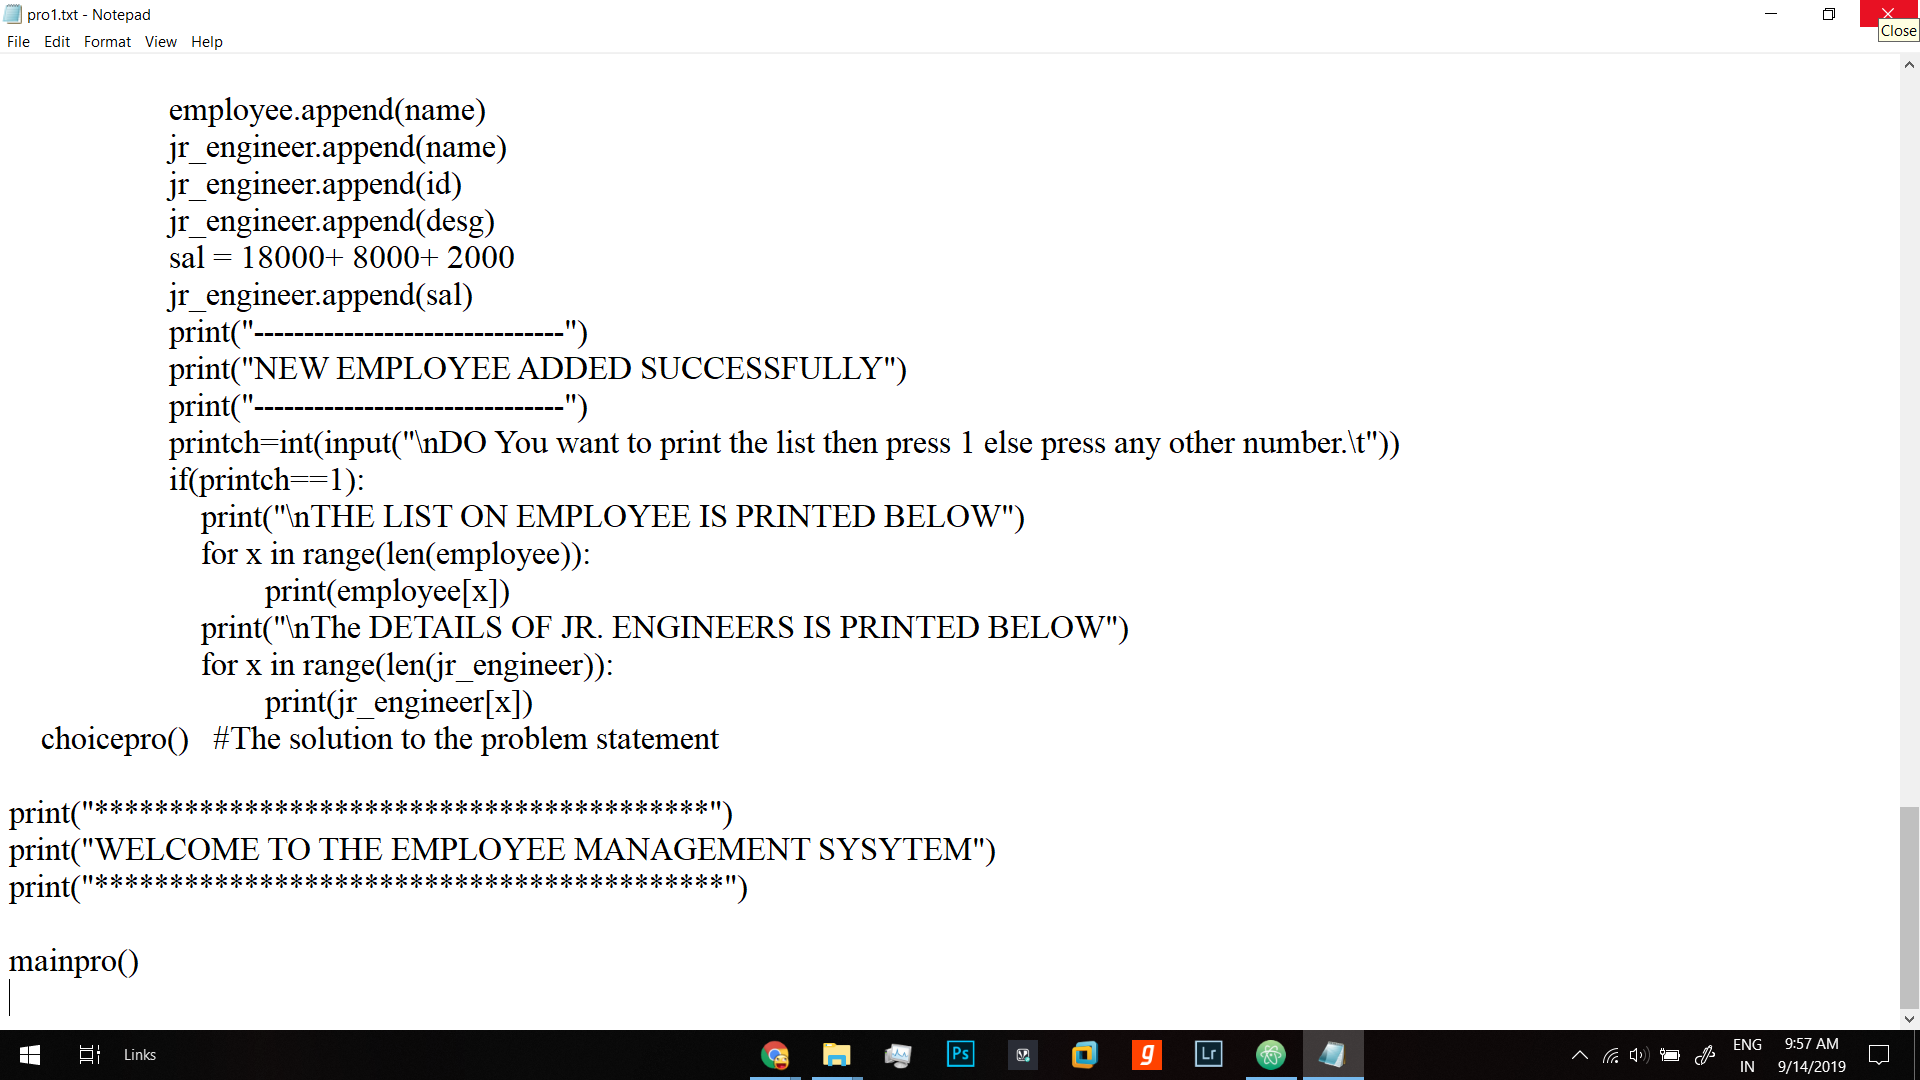 pro1.txt - Notepad
Close
File Edit Format View Help
employee.append(name)
jr_engineer.append(name)
jr_engineer.append(id)
jr_engineer.append(desg)
sal = 18000+ 8000+ 2000
jr_engineer.append(sal)
print("-------------------------------")
print("NEW EMPLOYEE ADDED SUCCESSFULLY")
print("-------------------------------")
printch=int(input("\nDO You want to print the list then press 1 else press any other number.\t"))
if(printch==1):
print("\nTHE LIST ON EMPLOYEE IS PRINTED BELOW")
for x in range(len(employee)):
print(employee[x])
print("\nThe DETAILS OF JR. ENGINEERS IS PRINTED BELOW")
for x in range(len(jr_engineer)):
print(jr_engineer[x])
choicepro()   #The solution to the problem statement
print("*****************************************")
print("WELCOME TO THE EMPLOYEE MANAGEMENT SYSYTEM")
print("******************************************")
mainpro()
Links
Ps
g
Lr
ENG
IN
9:57 AM
9/14/2019